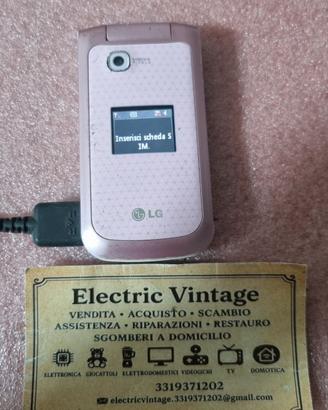 Inserisci scheda S
IM.
LG
Electric Vintage
VENDITA • ACQUISTO • SCAMBIO
ASSISTENZA • RIPARAZIONI • RESTAURO
SGOMBERI A DOMICILIO
ELETTRONICA GIOCATTOLI ELETTRODOMESTICI VIDEOGICHI TV DOMOTICA
3319371202
electricvintage.3319371202@gmail.com